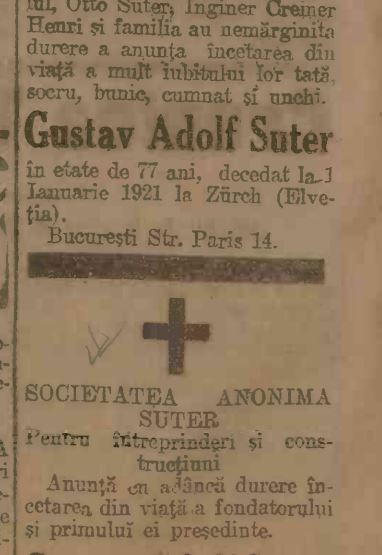 lui, Otto Suter, Inginer Cremer
Henri și familia au nemărginita
durere a anunța încetarea din
viață a mult iubitului lor tată,
socru, bunic, cumnat și unchi.
Gustav Adolf Suter
în etate de 77 ani, decedat la 1
Ianuarie 1921 la Zürch (Elve-
ția).
București Str. Paris 14.
SOCIETATEA ANONIMA
SUTER
Pentru întreprinderi și cons-
trucțiuni
Anunță cu adâncă durere în-
cetarea din viață a fondatorului
și primului ei președinte.